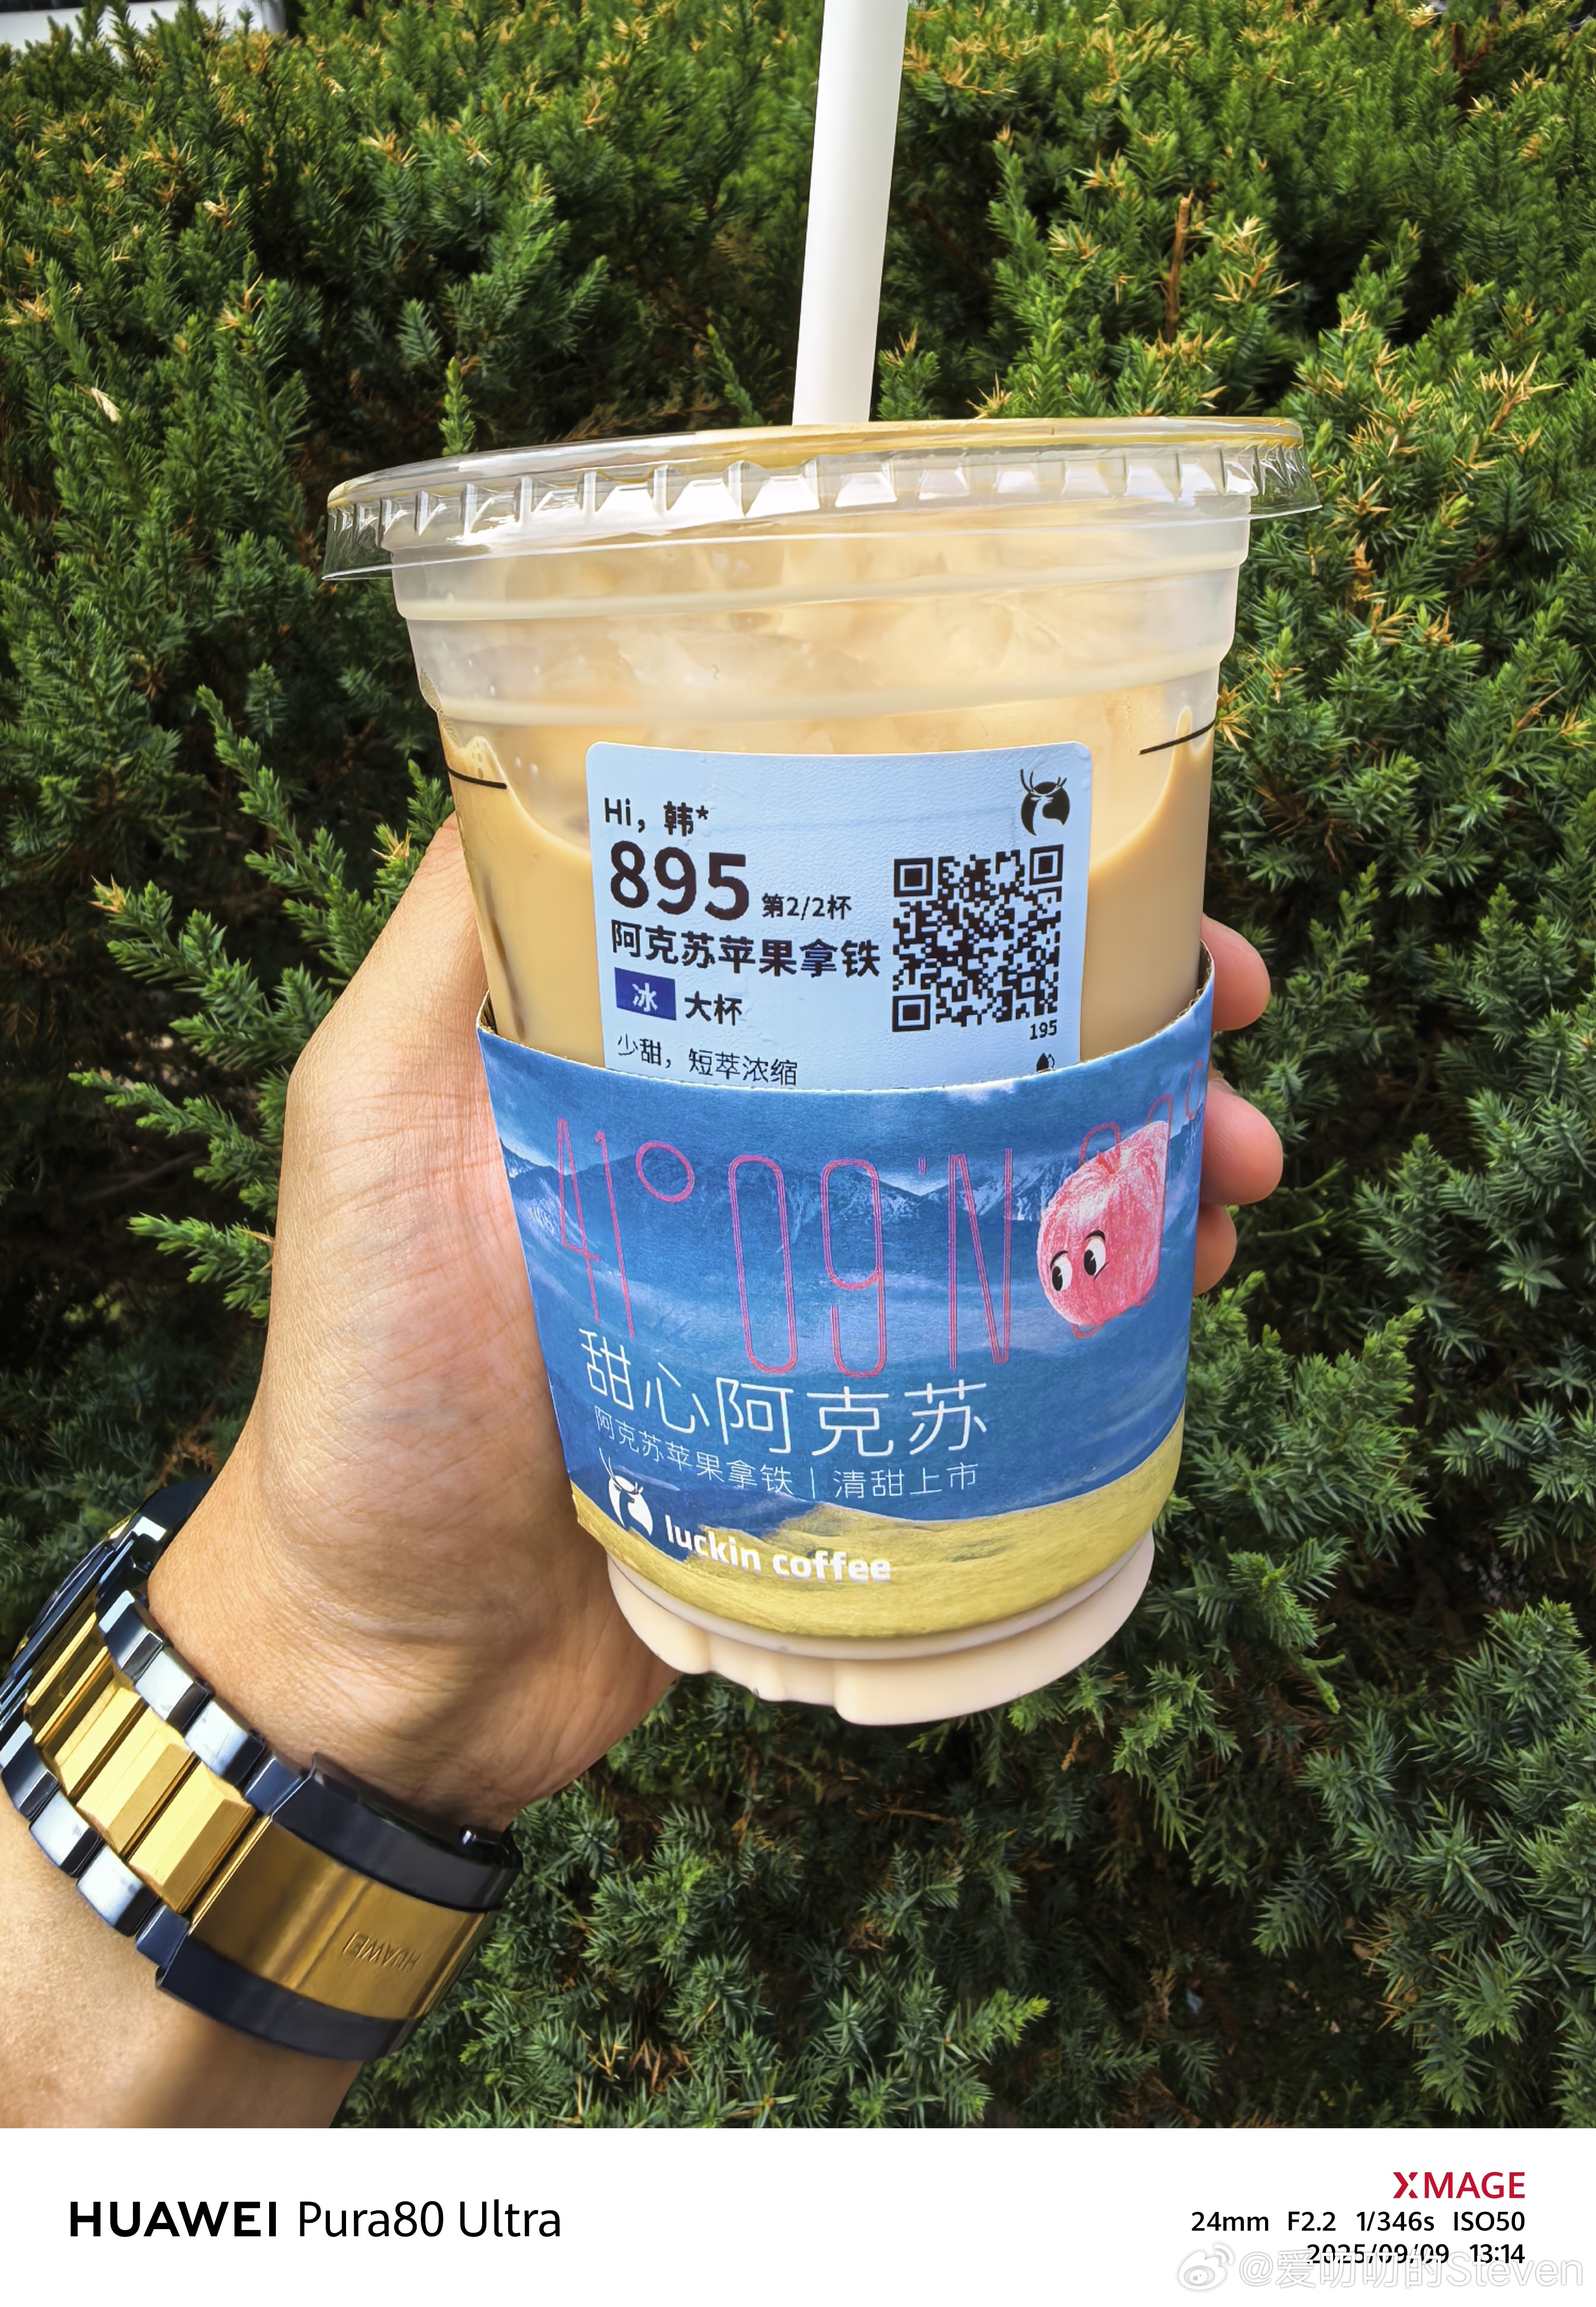 Hi, 韩*
895 第2/2杯
阿克苏苹果拿铁
冰 大杯
195
少甜, 短萃浓缩
41°09'N
甜心阿克苏
阿克苏苹果拿铁 | 清甜上市
luckin coffee
HUAWEI
HUAWEI Pura80 Ultra
XMAGE
24mm F2.2 1/346s ISO50
2025/09/09 13:14
@爱叨叨的Steven